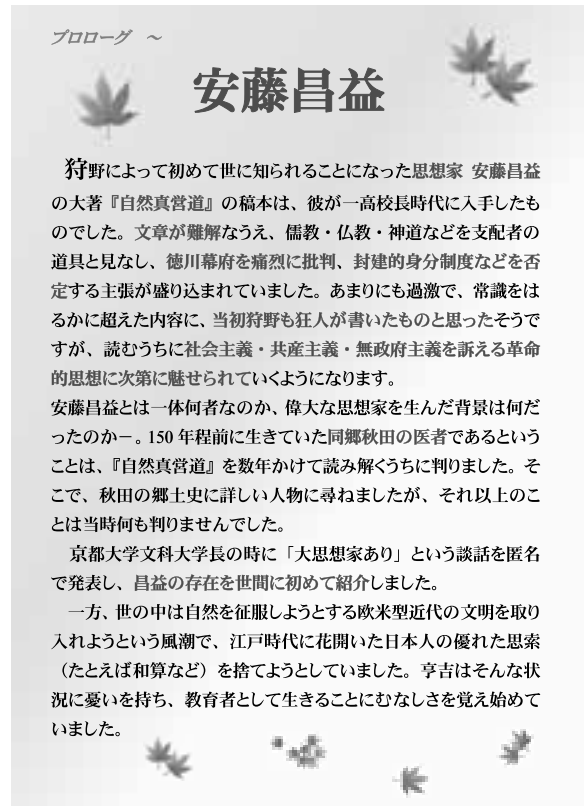 プロローグ　～
安藤昌益
狩野によって初めて世に知られることになった思想家 安藤昌益
の大著『自然真営道』の稿本は、彼が一高校長時代に入手したも
のでした。文章が難解なうえ、儒教・仏教・神道などを支配者の
道具と見なし、徳川幕府を痛烈に批判、封建的身分制度などを否
定する主張が盛り込まれていました。あまりにも過激で、常識をは
るかに超えた内容に、当初狩野も狂人が書いたものと思ったそうで
すが、読むうちに社会主義・共産主義・無政府主義を訴える革命
的思想に次第に魅せられていくようになります。
安藤昌益とは一体何者なのか、偉大な思想家を生んだ背景は何だ
ったのか－。150 年程前に生きていた同郷秋田の医者であるという
ことは、『自然真営道』を数年かけて読み解くうちに判りました。そ
こで、秋田の郷土史に詳しい人物に尋ねましたが、それ以上のこ
とは当時何も判りませんでした。
京都大学文科大学長の時に「大思想家あり」という談話を匿名
で発表し、昌益の存在を世間に初めて紹介しました。
一方、世の中は自然を征服しようとする欧米型近代の文明を取り
入れようという風潮で、江戸時代に花開いた日本人の優れた思索
（たとえば和算など）を捨てようとしていました。亨吉はそんな状
況に憂いを持ち、教育者として生きることにむなしさを覚え始めて
いました。